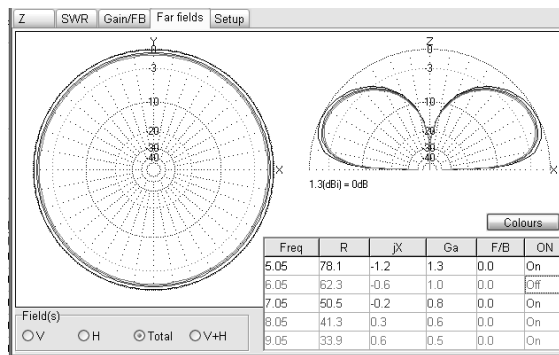 Z SWR Gain/FB Far fields Setup
Y
0
-3
-10
-20
-30
-40
X
Z
0
-3
-10
-20
-30
-40
X
1.3(dBi) = 0dB
Colours
Freq R jX Ga F/B ON
5.05 78.1 -1.2 1.3 0.0 On
6.05 62.3 -0.6 1.0 0.0 Off
7.05 50.5 -0.2 0.8 0.0 On
8.05 41.3 0.3 0.6 0.0 On
9.05 33.9 0.6 0.5 0.0 On
Field(s)
V H Total V+H